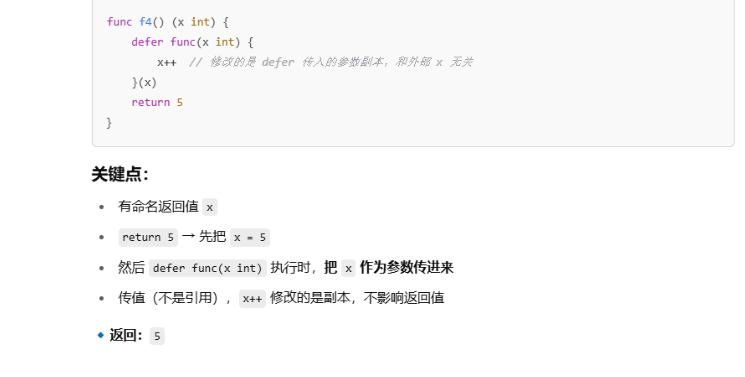 func f4() (x int) {
    defer func(x int) {
        x++  // 修改的是 defer 传入的参数副本，和外部 x 无关
    }(x)
    return 5
}
关键点：
• 有命名返回值 x
• return 5 → 先把 x = 5
• 然后 defer func(x int) 执行时，把 x 作为参数传进来
• 传值（不是引用），x++ 修改的是副本，不影响返回值
🔹返回：5